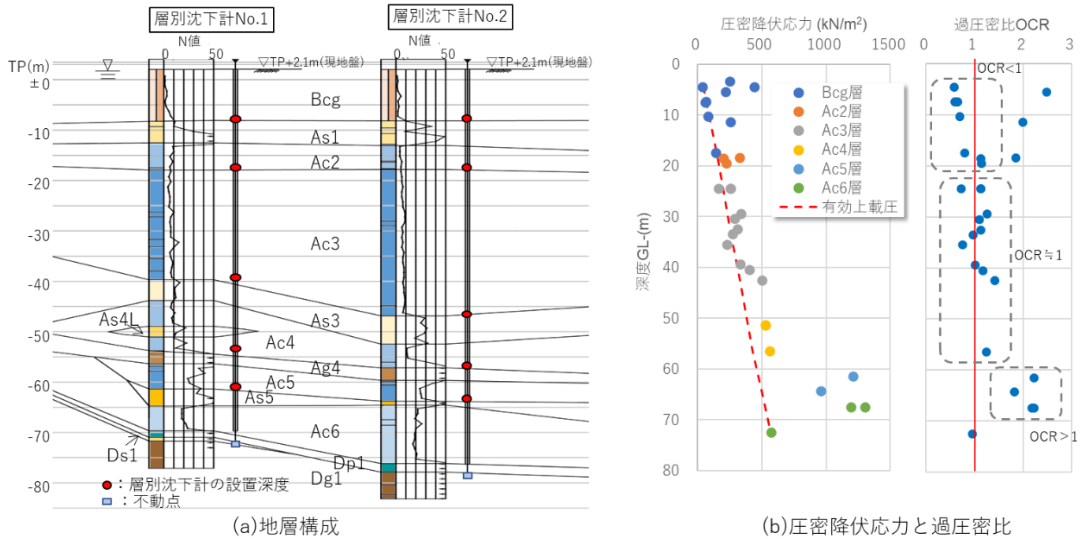 層別沈下計No.1
層別沈下計No.2
N値
N値
0 50
0 50
TP(m)
▽TP+2.1m(現地盤)
▽TP+2.1m(現地盤)
±0
-10
-20
-30
-40
-50
-60
-70
-80
Bcg
As1
Ac2
Ac3
As3
As4L
Ac4
Ag4
Ac5
As5
Ac6
Ds1
Dp1
Dg1
:層別沈下計の設置深度
:不動点
(a)地層構成
圧密降伏応力 (kN/m²)
0 500 1000 1500
深度GL-(m)
0
10
20
30
40
50
60
70
80
Bcg層
Ac2層
Ac3層
Ac4層
Ac5層
Ac6層
有効上載圧
過圧密比OCR
0 1 2 3
OCR<1
OCR≒1
OCR>1
(b)圧密降伏応力と過圧密比